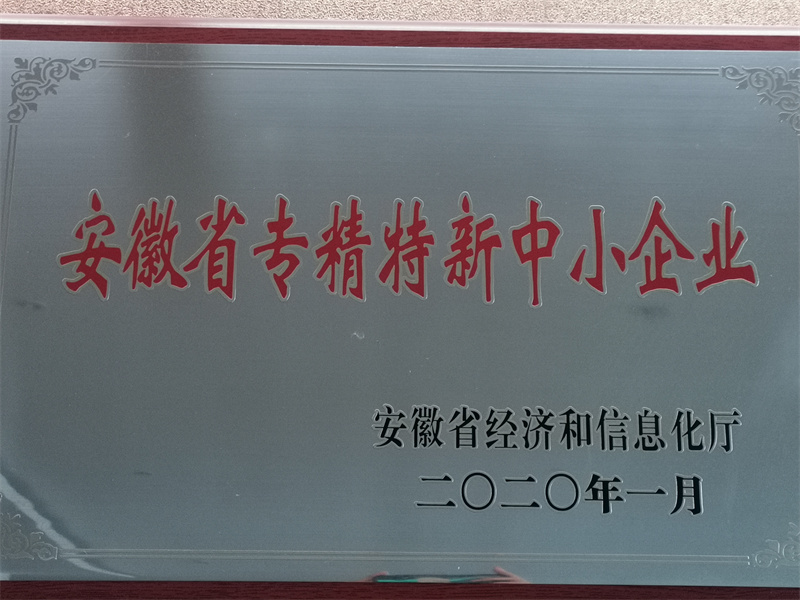 安徽省专精特新中小企业
安徽省经济和信息化厅
二〇二〇年一月